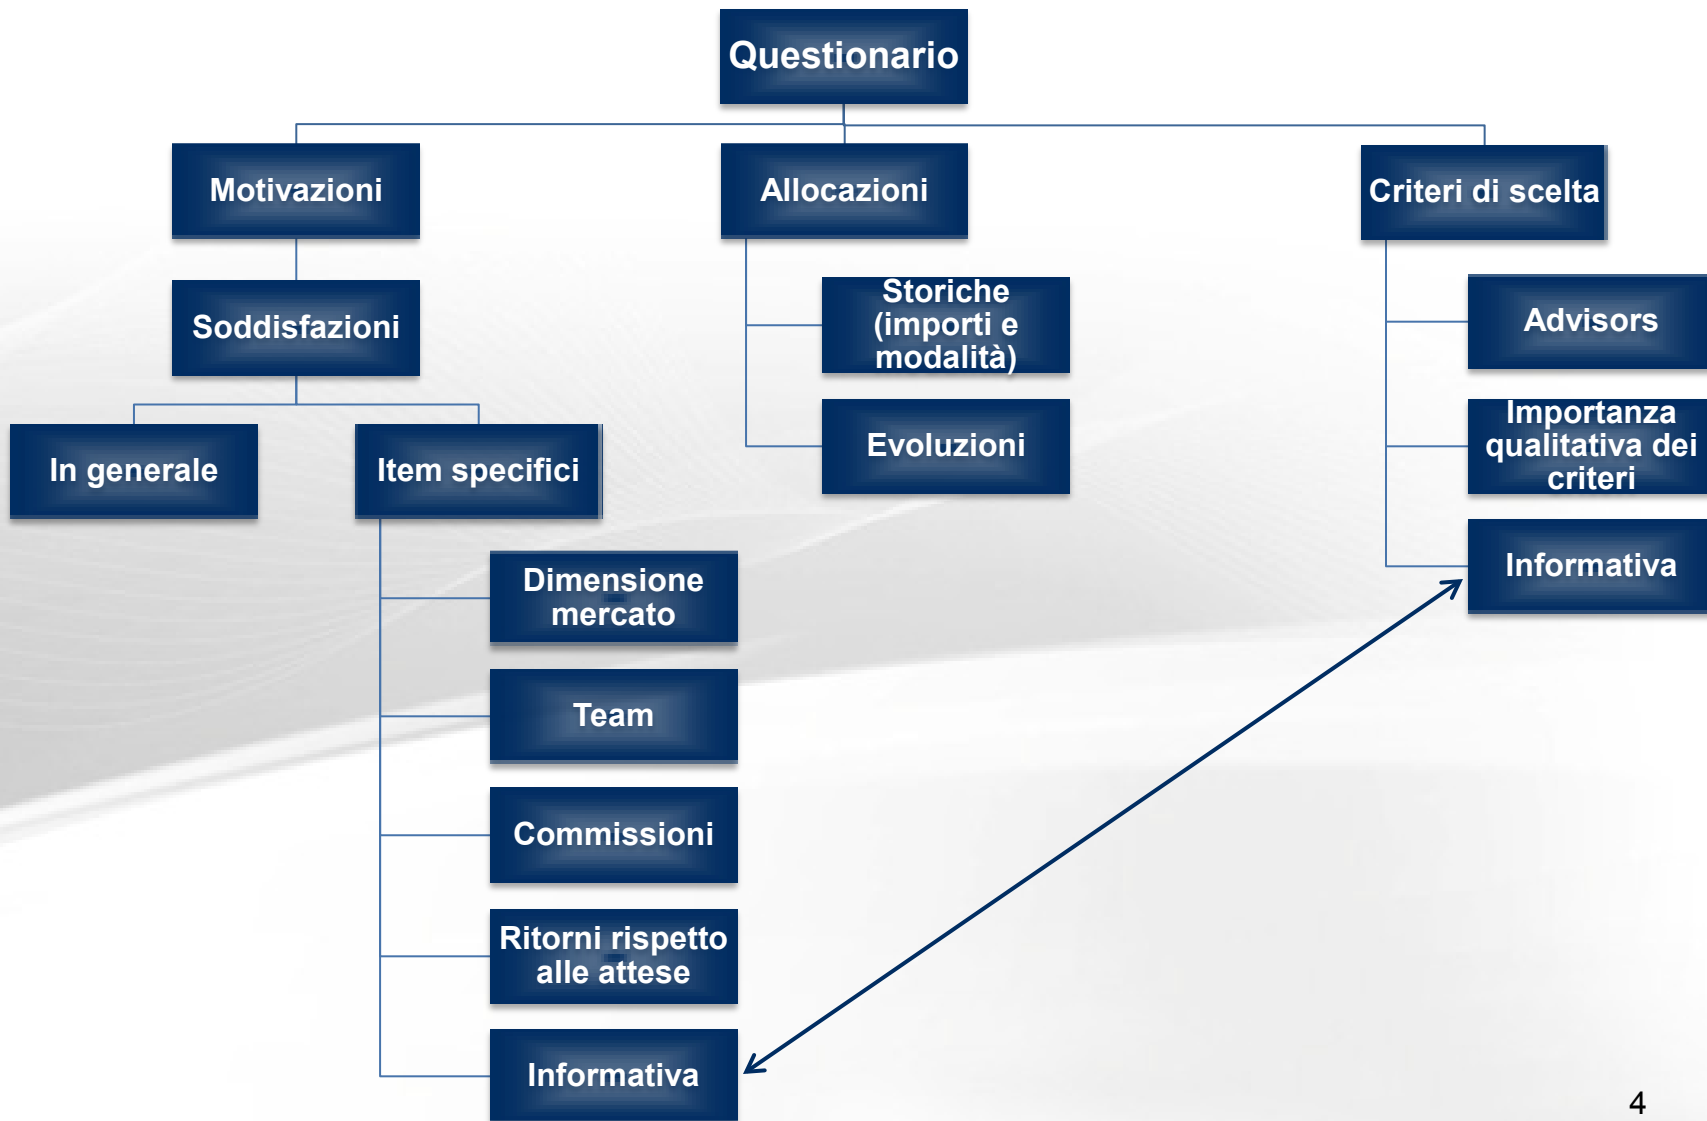 Questionario
Motivazioni
Allocazioni
Criteri di scelta
Soddisfazioni
Storiche
(importi e
modalità)
Advisors
In generale
Item specifici
Evoluzioni
Importanza
qualitativa dei
criteri
Dimensione
mercato
Informativa
Team
Commissioni
Ritorni rispetto
alle attese
Informativa
4